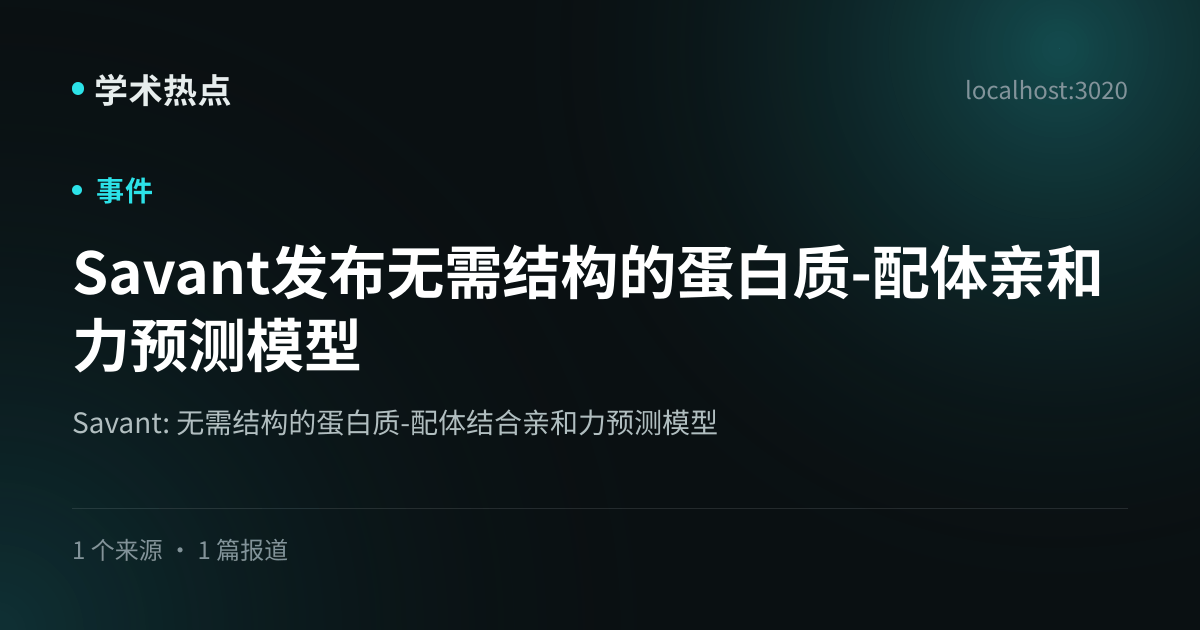 学术热点
localhost:3020
事件
Savant发布无需结构的蛋白质-配体亲和
力预测模型
Savant: 无需结构的蛋白质-配体结合亲和力预测模型
1 个来源 · 1 篇报道